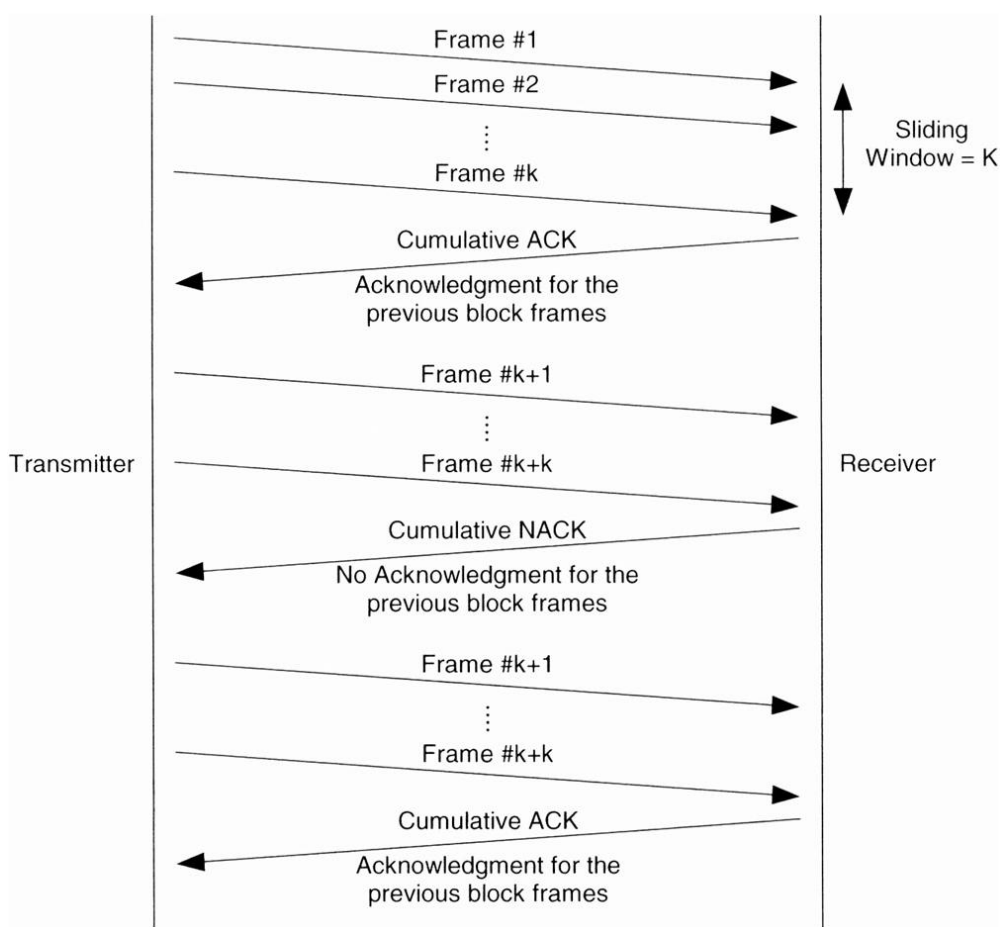 Frame #1
Frame #2
Sliding
Window = K
Frame #k
Cumulative ACK
Acknowledgment for the
previous block frames
Frame #k+1
Transmitter
Frame #k+k
Receiver
Cumulative NACK
No Acknowledgment for the
previous block frames
Frame #k+1
Frame #k+k
Cumulative ACK
Acknowledgment for the
previous block frames